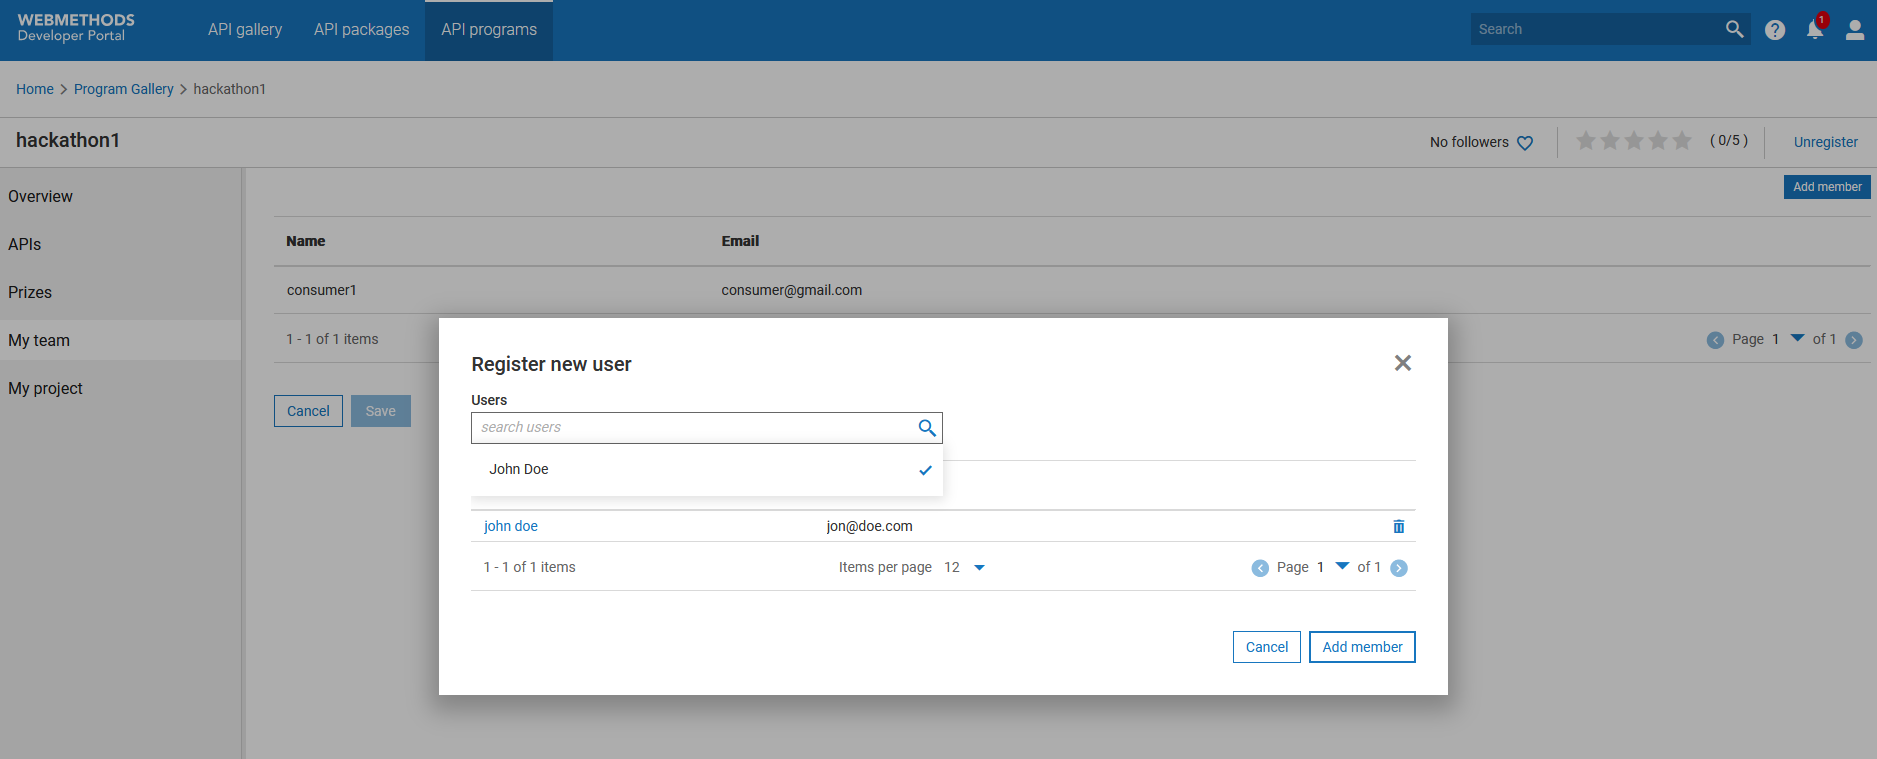 WEBMETHODS
Developer Portal
API gallery API packages API programs
Search
1
Home > Program Gallery > hackathon1
hackathon1
No followers
( 0/5 )
Unregister
Overview
APIs
Prizes
My team
My project
Add member
Name Email
consumer1 consumer@gmail.com
1 - 1 of 1 items
Page 1 of 1
Cancel Save
Register new user
Users
search users
John Doe
john doe jon@doe.com
1 - 1 of 1 items Items per page 12 Page 1 of 1
Cancel Add member